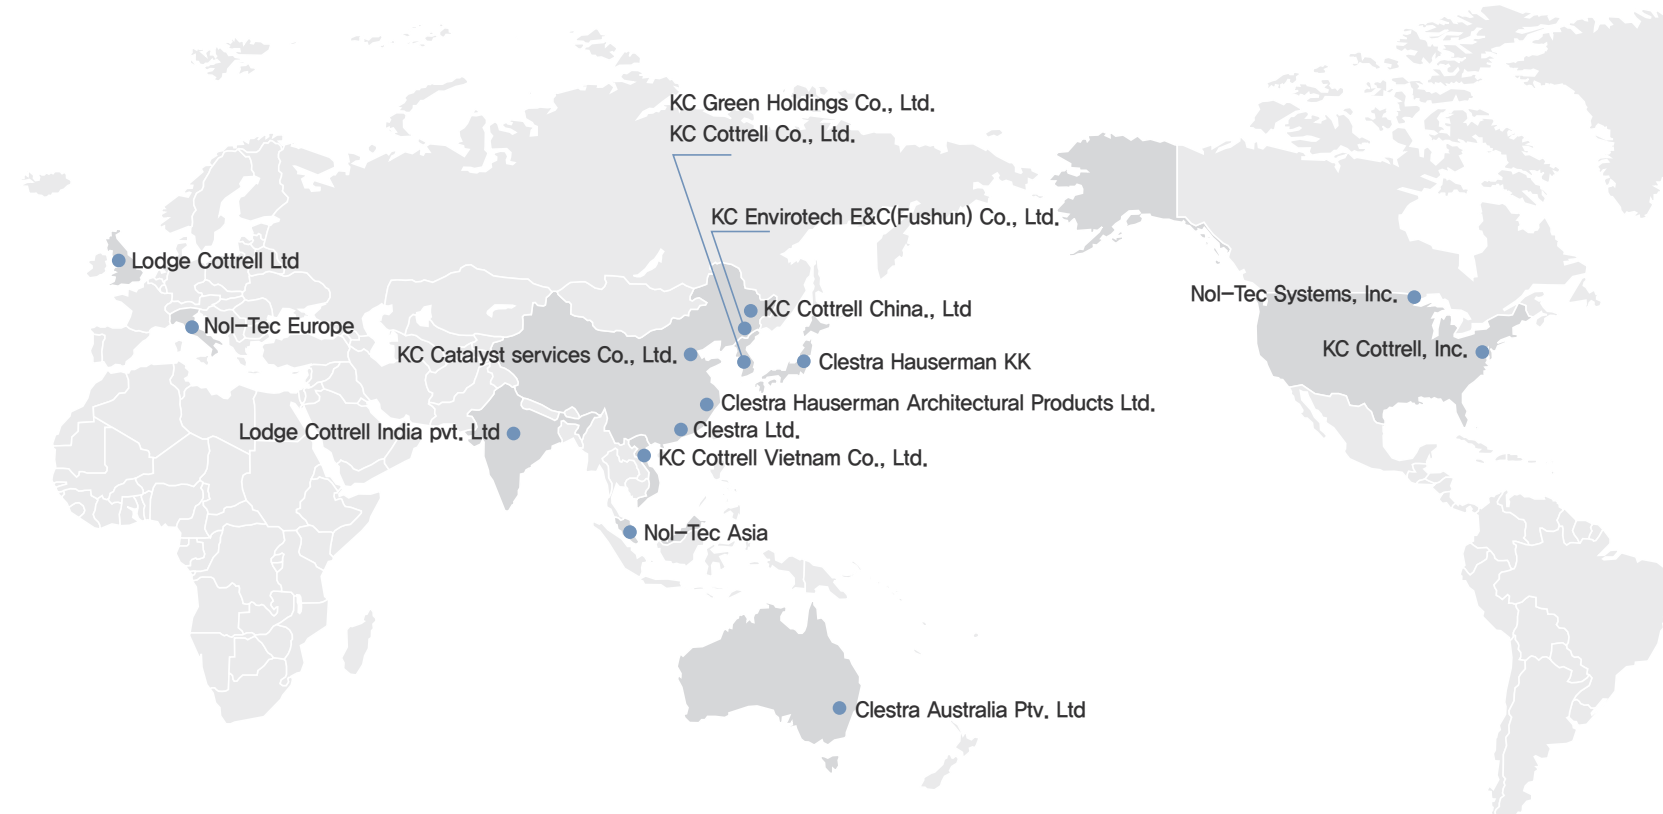 KC Green Holdings Co., Ltd.
KC Cottrell Co., Ltd.
KC Envirotech E&C(Fushun) Co., Ltd.
Lodge Cottrell Ltd
Nol-Tec Systems, Inc.
KC Cottrell China., Ltd
Nol-Tec Europe
KC Cottrell, Inc.
KC Catalyst services Co., Ltd.
Clestra Hauserman KK
Clestra Hauserman Architectural Products Ltd.
Lodge Cottrell India pvt. Ltd
Clestra Ltd.
KC Cottrell Vietnam Co., Ltd.
Nol-Tec Asia
Clestra Australia Ptv. Ltd